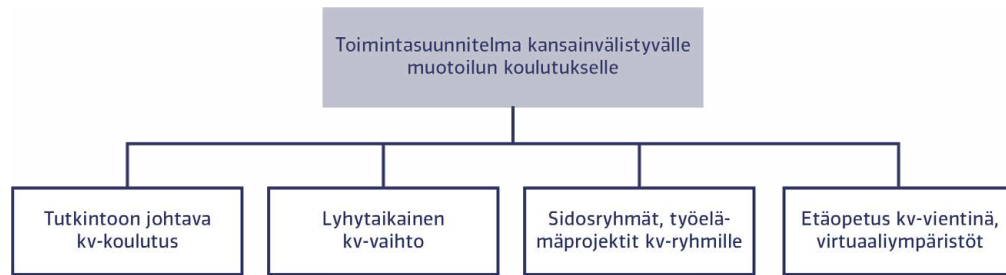 Toimintasuunnitelma kansainvälistyvälle
muotoilun koulutukselle
Tutkintoon johtava
kv-koulutus
Lyhytaikainen
kv-vaihto
Sidosryhmät, työelä-
mäprojektit kv-ryhmille
Etäopetus kv-vientinä,
virtuaaliympäristöt